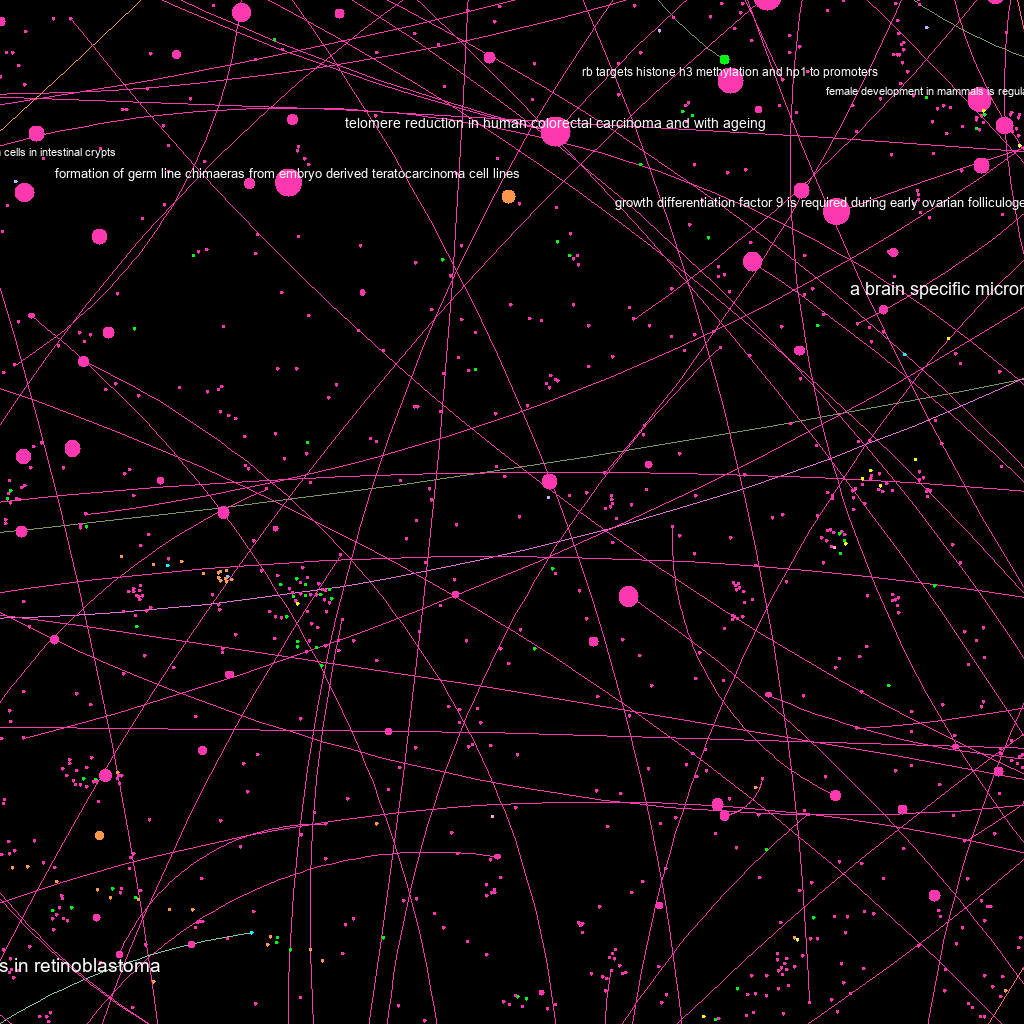 rb targets histone h3 methylation and hp1 to promoters
female development in mammals is regula
telomere reduction in human colorectal carcinoma and with ageing
cells in intestinal crypts
formation of germ line chimaeras from embryo derived teratocarcinoma cell lines
growth differentiation factor 9 is required during early ovarian folliculoge
a brain specific micror
s in retinoblastoma